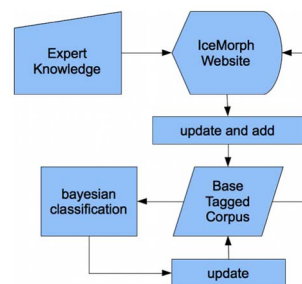 Expert
Knowledge
IceMorph
Website
update and add
bayesian
classification
Base
Tagged
Corpus
update